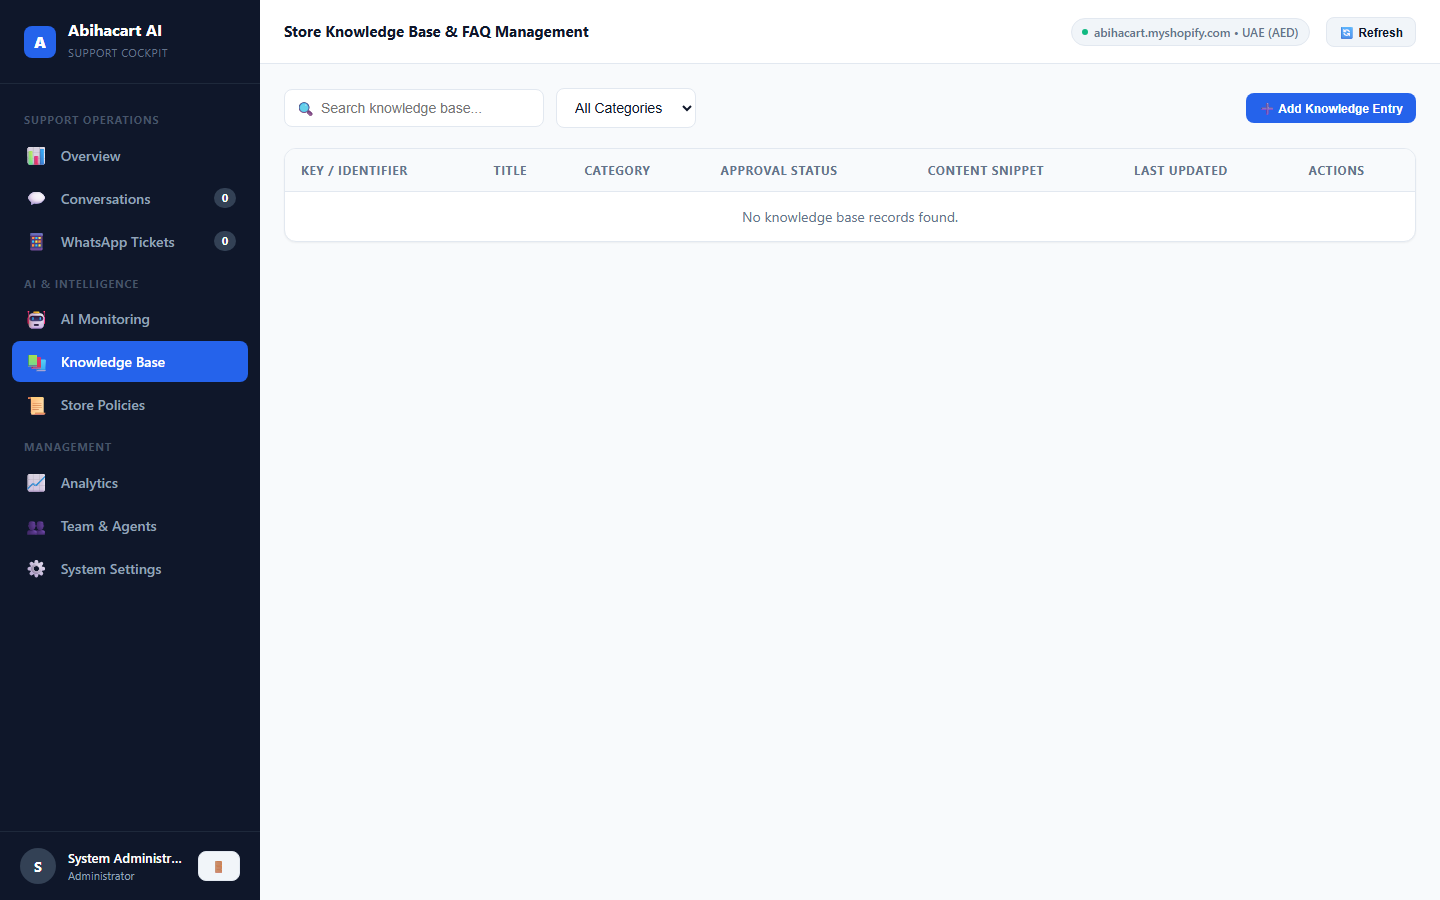 A
Abihacart AI
SUPPORT COCKPIT
SUPPORT OPERATIONS
Overview
Conversations 0
WhatsApp Tickets 0
AI & INTELLIGENCE
AI Monitoring
Knowledge Base
Store Policies
MANAGEMENT
Analytics
Team & Agents
System Settings
S
System Administr...
Administrator
Store Knowledge Base & FAQ Management
abihacart.myshopify.com • UAE (AED)
Refresh
Search knowledge base...
All Categories
Add Knowledge Entry
KEY / IDENTIFIER TITLE CATEGORY APPROVAL STATUS CONTENT SNIPPET LAST UPDATED ACTIONS
No knowledge base records found.